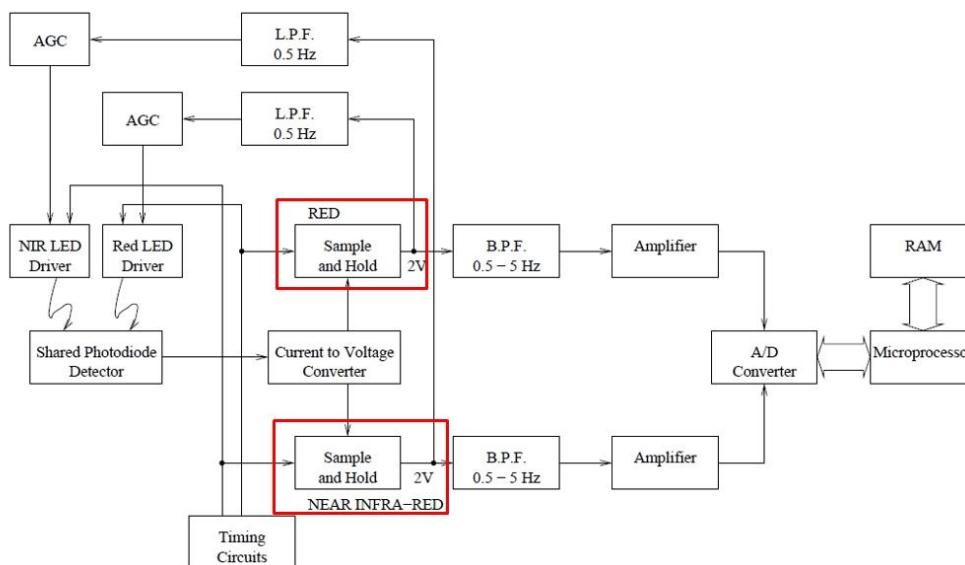 AGC
L.P.F.
0.5 Hz
AGC
L.P.F.
0.5 Hz
RED
NIR LED
Driver
Red LED
Driver
Sample
and Hold
2V
B.P.F.
0.5 − 5 Hz
Amplifier
RAM
Shared Photodiode
Detector
Current to Voltage
Converter
A/D
Converter
Microprocesso
Sample
and Hold
2V
B.P.F.
0.5 − 5 Hz
Amplifier
NEAR INFRA−RED
Timing
Circuits